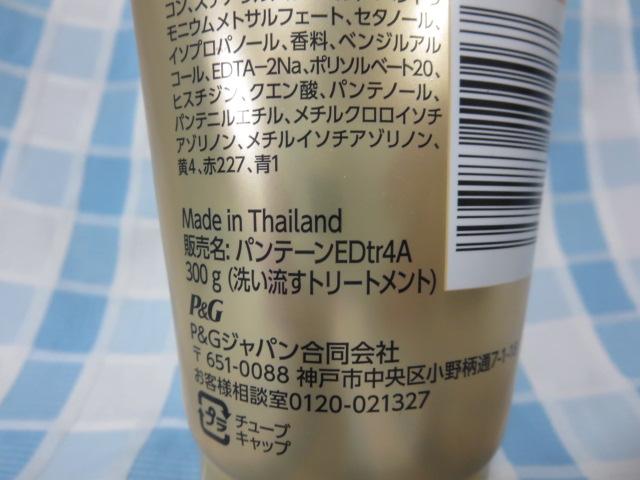 モニウムメトサルフェート、セタノール、
イソプロパノール、香料、ベンジルアル
コール、EDTA-2Na、ポリソルベート20、
ヒスチジン、クエン酸、パンテノール、
パンテニルエチル、メチルクロロイソチ
アゾリノン、メチルイソチアゾリノン、
黄4、赤227、青1
Made in Thailand
販売名: パンテーンEDtr4A
300g (洗い流すトリートメント)
P&G
P&Gジャパン合同会社
〒651-0088 神戸市中央区小野柄通7-1-18
お客様相談室0120-021327
プラ
チューブ
キャップ